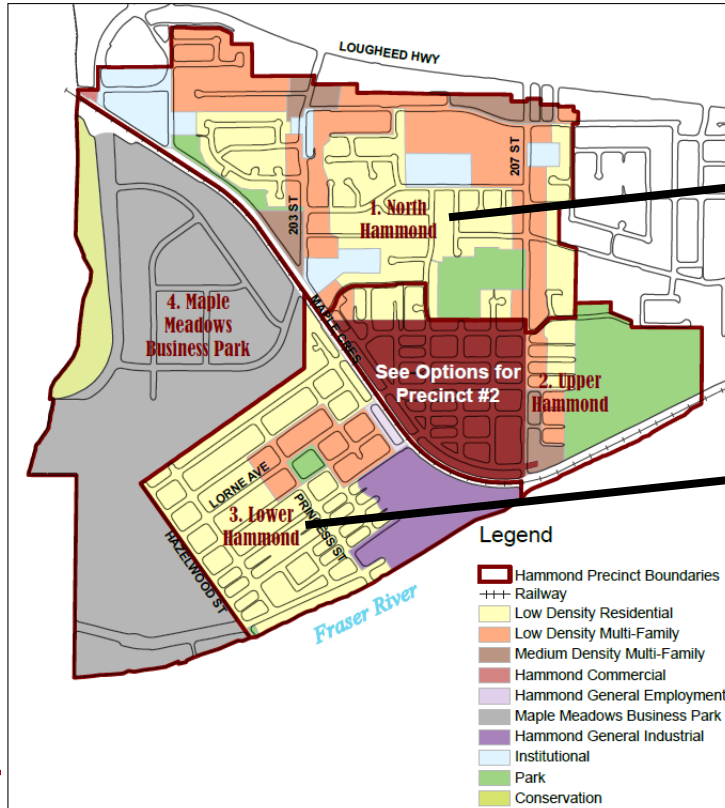 LOUGHEED HWY
207 ST
203 ST
1. North
Hammond
MAPLE CRES
4. Maple
Meadows
Business Park
See Options for
Precinct #2
2. Upper
Hammond
LORNE AVE
PRINCESS ST
3. Lower
Hammond
HAZELWOOD ST
Fraser River
Legend
Hammond Precinct Boundaries
Railway
Low Density Residential
Low Density Multi-Family
Medium Density Multi-Family
Hammond Commercial
Hammond General Employment
Maple Meadows Business Park
Hammond General Industrial
Institutional
Park
Conservation